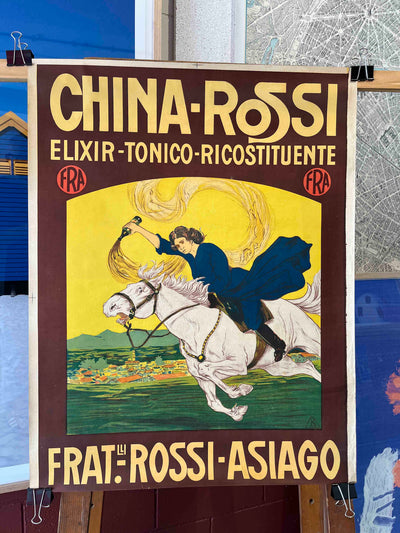 CHINA-ROSSI
ELIXIR-TONICO-RICOSTITUENTE
FRA
FRA
FRAT.LLI ROSSI-ASIAGO